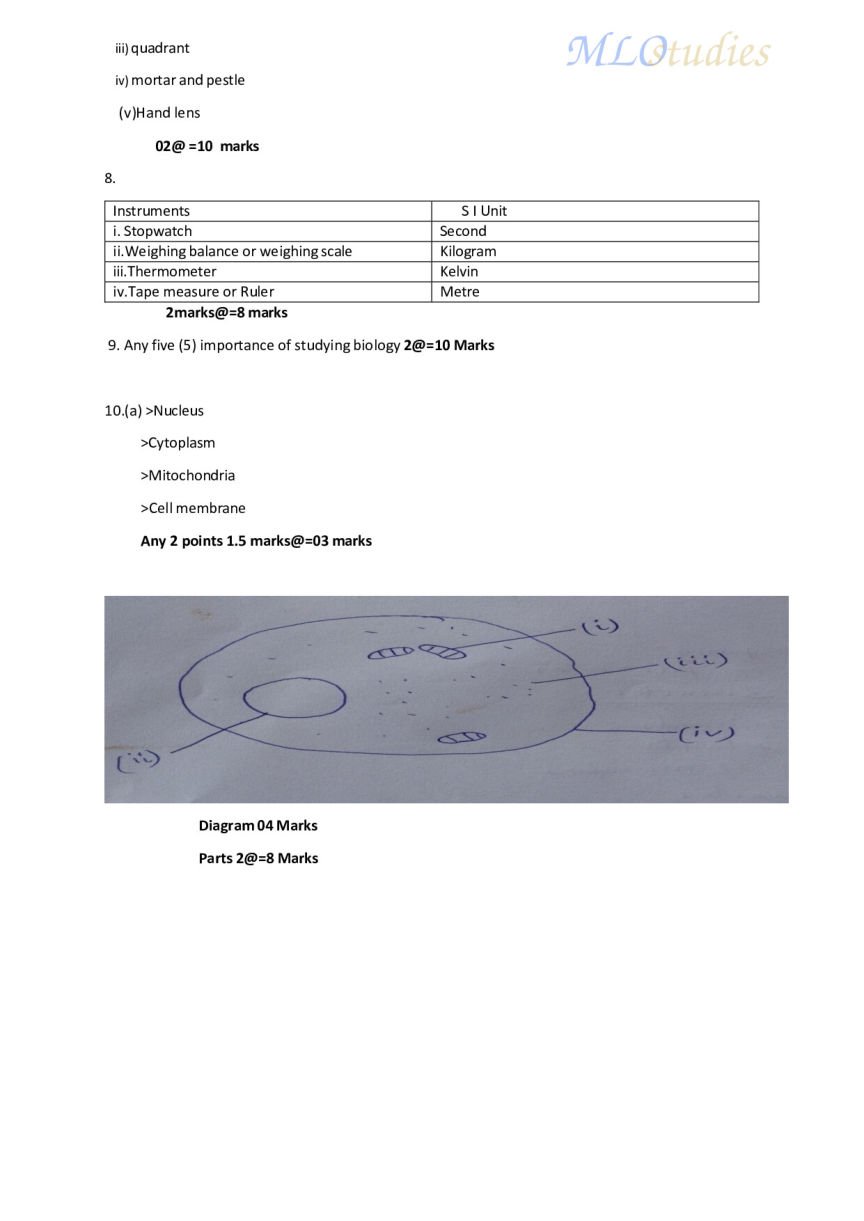 MLOstudies
iii) quadrant
iv) mortar and pestle
(v)Hand lens
02@ =10 marks
8.
Instruments S I Unit
i. Stopwatch Second
ii.Weighing balance or weighing scale Kilogram
iii.Thermometer Kelvin
iv.Tape measure or Ruler Metre
2marks@=8 marks
9. Any five (5) importance of studying biology 2@=10 Marks
10.(a) >Nucleus
>Cytoplasm
>Mitochondria
>Cell membrane
Any 2 points 1.5 marks@=03 marks
(i)
(iii)
(iv)
(ii)
Diagram 04 Marks
Parts 2@=8 Marks